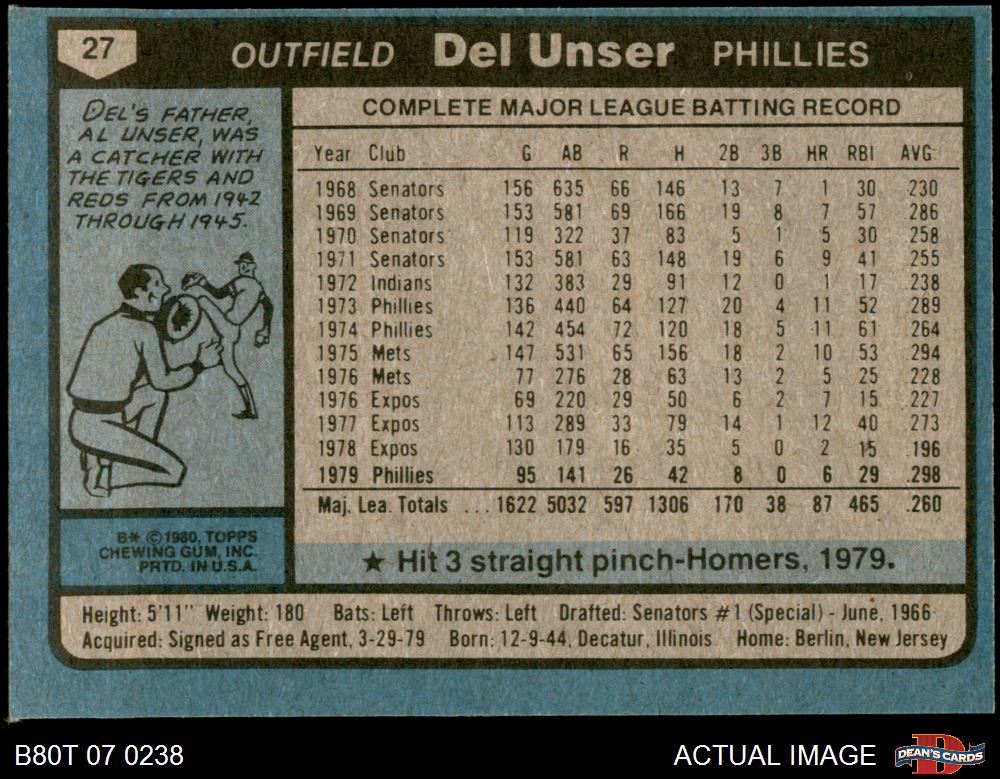 27 OUTFIELD Del Unser PHILLIES
DEL'S FATHER,
AL UNSER, WAS
A CATCHER WITH
THE TIGERS AND
REDS FROM 1942
THROUGH 1945.
B* © 1980, TOPPS
CHEWING GUM, INC.
PRTD. IN U.S.A.
COMPLETE MAJOR LEAGUE BATTING RECORD
Year Club G AB R H 2B 3B HR RBI AVG
1968 Senators 156 635 66 146 13 7 1 30 .230
1969 Senators 153 581 69 166 19 8 7 57 .286
1970 Senators 119 322 37 83 5 1 5 30 .258
1971 Senators 153 581 63 148 19 6 9 41 .255
1972 Indians 132 383 29 91 12 0 1 17 .238
1973 Phillies 136 440 64 127 20 4 11 52 .289
1974 Phillies 142 454 72 120 18 5 11 61 .264
1975 Mets 147 531 65 156 18 2 10 53 .294
1976 Mets 77 276 28 63 13 2 5 25 .228
1976 Expos 69 220 29 50 6 2 7 15 .227
1977 Expos 113 289 33 79 14 1 12 40 .273
1978 Expos 130 179 16 35 5 0 2 15 .196
1979 Phillies 95 141 26 42 8 0 6 29 .298
Maj. Lea. Totals ... 1622 5032 597 1306 170 38 87 465 .260
★ Hit 3 straight pinch-Homers, 1979.
Height: 5'11" Weight: 180 Bats: Left Throws: Left Drafted: Senators #1 (Special) - June, 1966
Acquired: Signed as Free Agent, 3-29-79 Born: 12-9-44, Decatur, Illinois Home: Berlin, New Jersey
B80T 07 0238 ACTUAL IMAGE DEAN'S CARDS